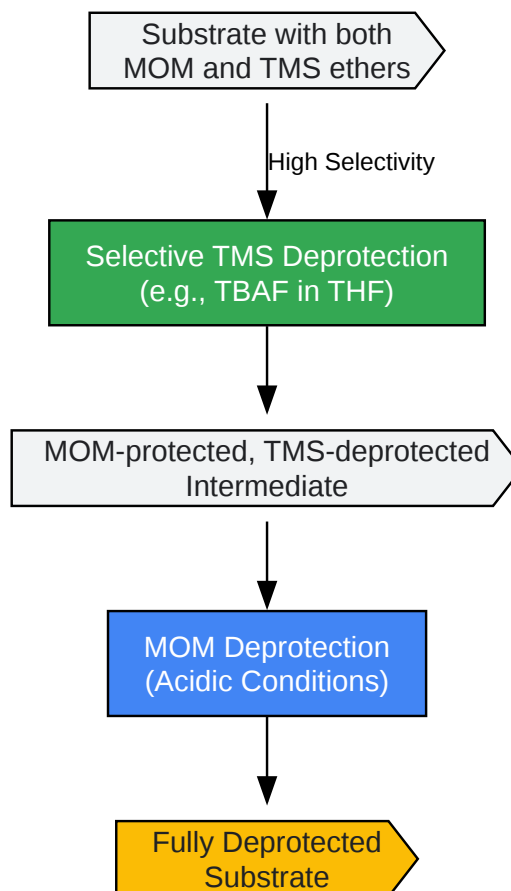 Substrate with both
MOM and TMS ethers
High Selectivity
Selective TMS Deprotection
(e.g., TBAF in THF)
MOM-protected, TMS-deprotected
Intermediate
MOM Deprotection
(Acidic Conditions)
Fully Deprotected
Substrate